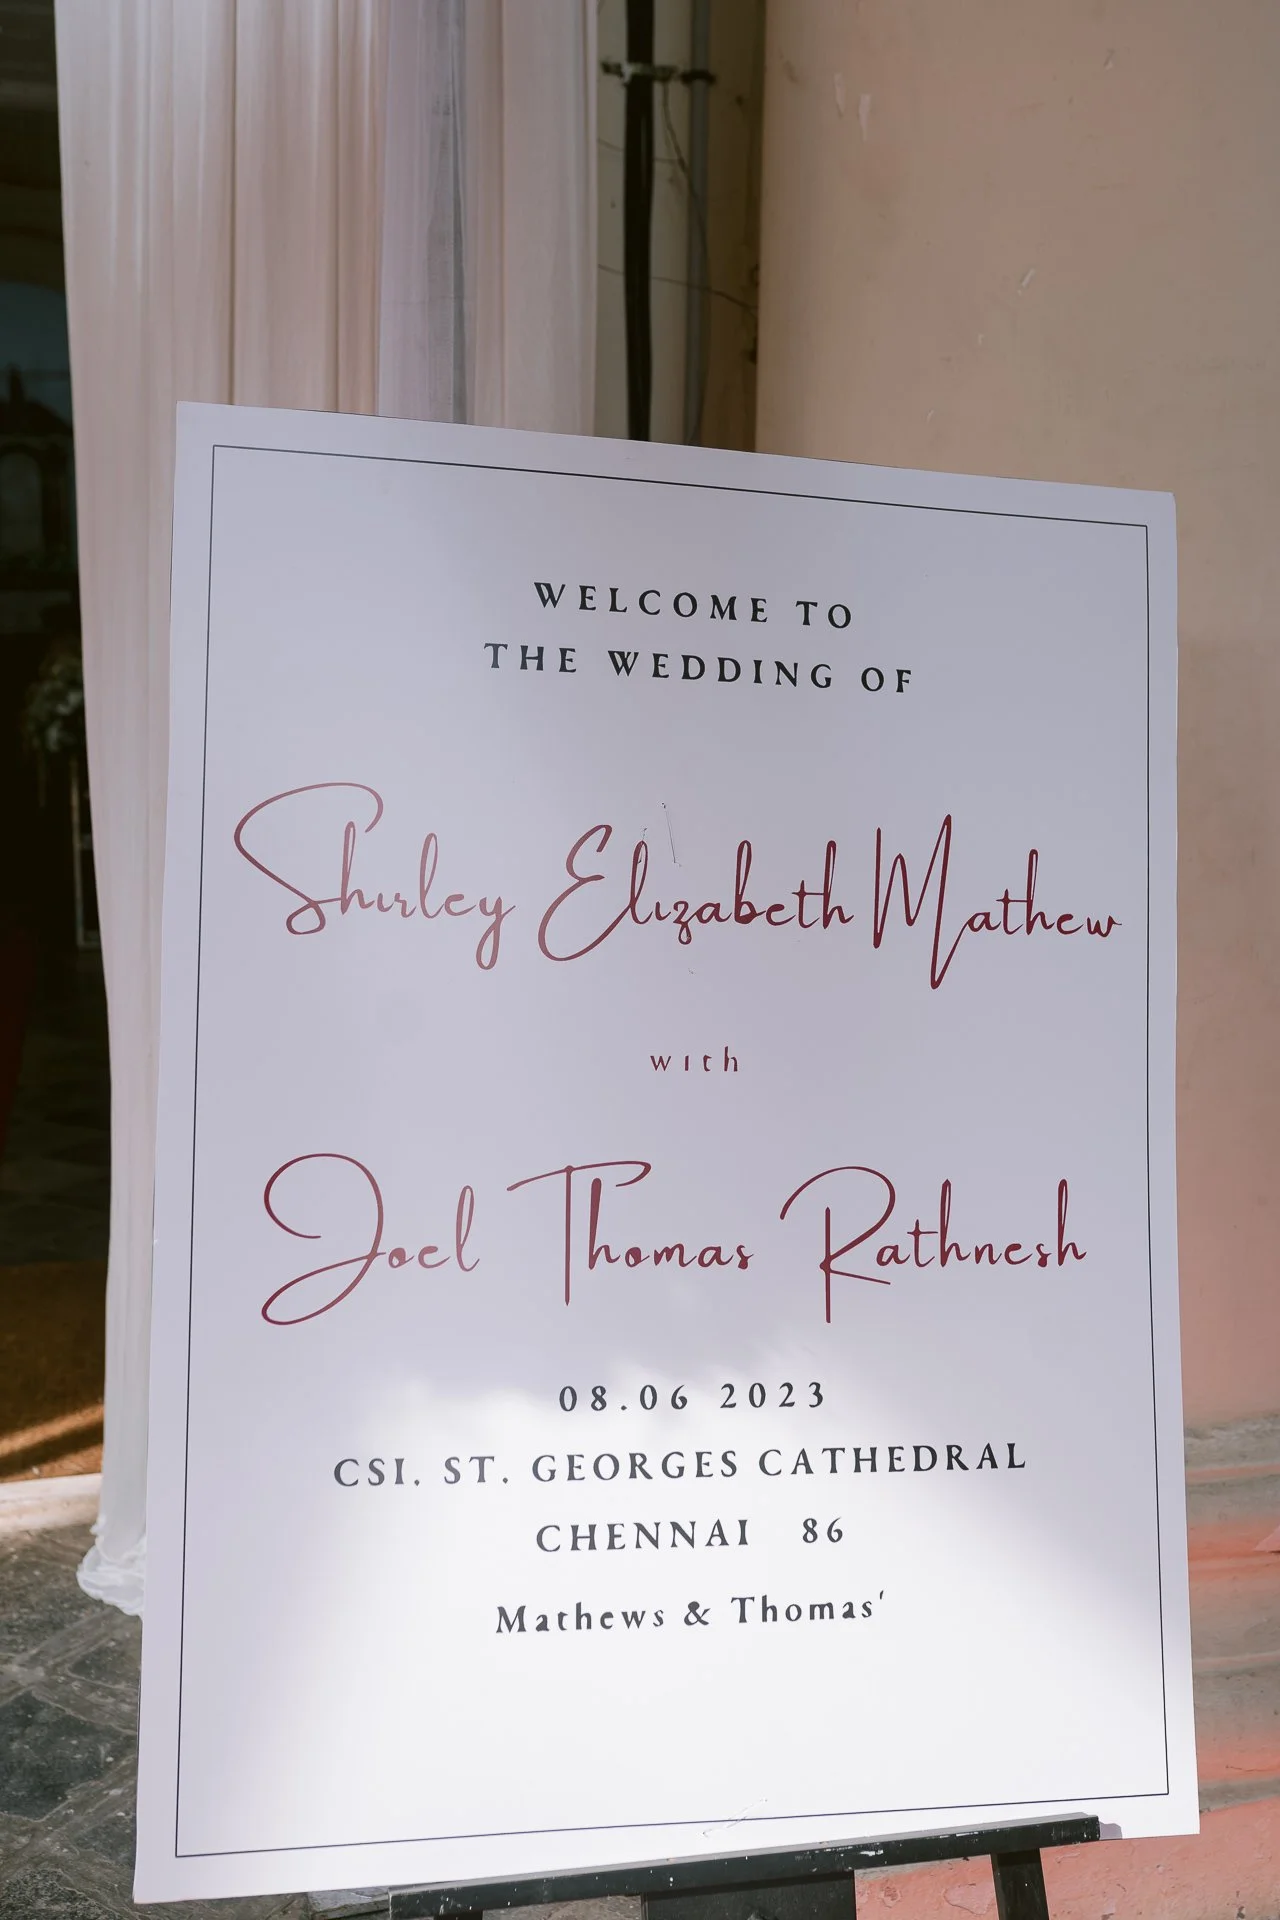 WELCOME TO
THE WEDDING OF
Shirley Elizabeth Mathew
with
Joel Thomas Rathnesh
08.06 2023
CSI. ST. GEORGES CATHEDRAL
CHENNAI 86
Mathews & Thomas'